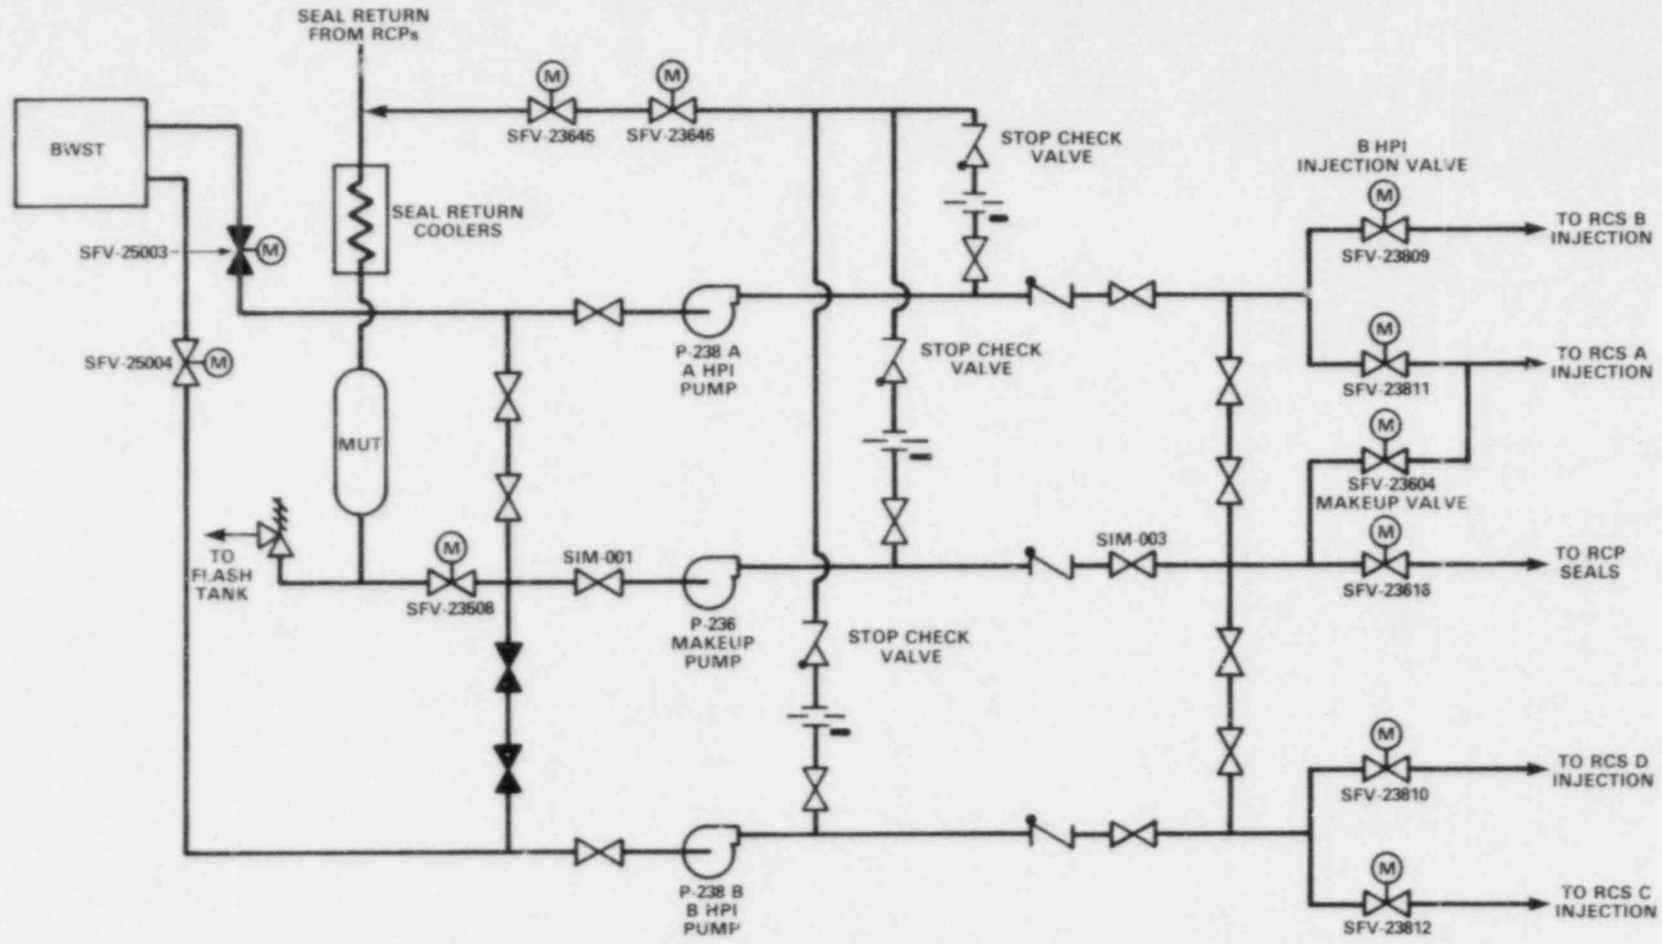 SEAL RETURN
FROM RCPs
M
M
SFV-23645
SFV-23646
BWST
STOP CHECK
VALVE
B HPI
INJECTION VALVE
M
SFV-23809
TO RCS B
INJECTION
SEAL RETURN
COOLERS
SFV-25003
M
SFV-25004
M
P-238 A
A HPI
PUMP
STOP CHECK
VALVE
M
SFV-23811
TO RCS A
INJECTION
MUT
M
SFV-23604
MAKEUP VALVE
TO
FLASH
TANK
M
SFV-23508
SIM-001
P-236
MAKEUP
PUMP
SIM-003
M
SFV-23616
TO RCP
SEALS
STOP CHECK
VALVE
M
SFV-23810
TO RCS D
INJECTION
P-238 B
B HPI
PUMP
M
SFV-23812
TO RCS C
INJECTION